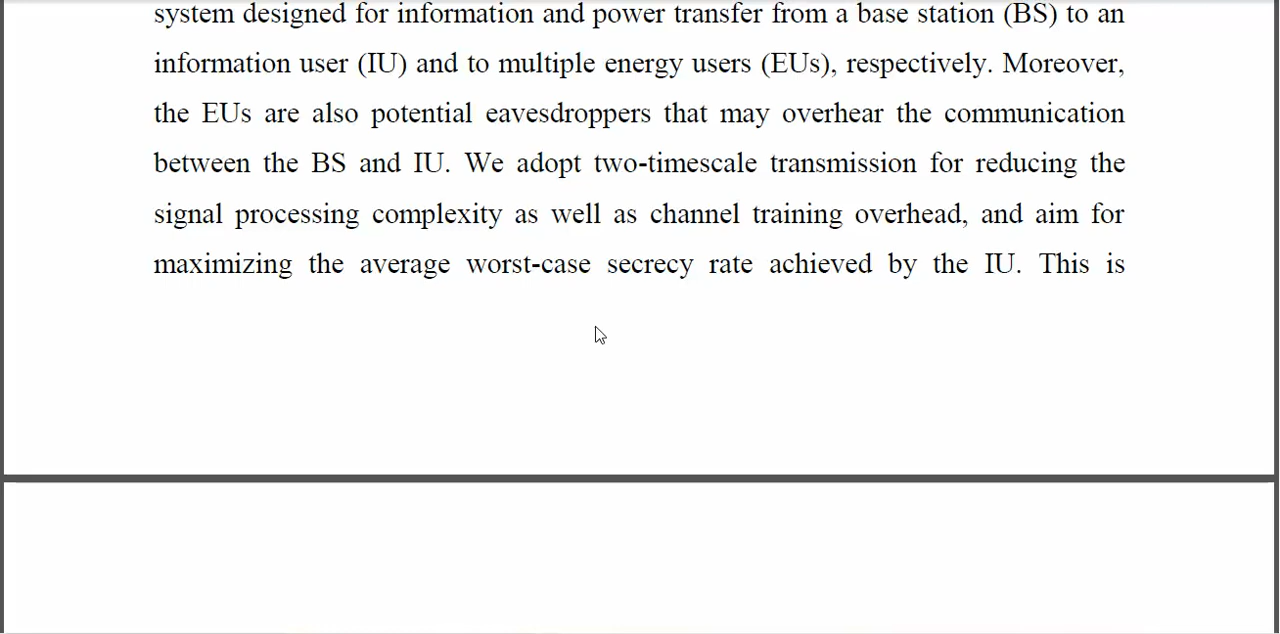 system designed for information and power transfer from a base station (BS) to an
information user (IU) and to multiple energy users (EUs), respectively. Moreover,
the EUs are also potential eavesdroppers that may overhear the communication
between the BS and IU. We adopt two-timescale transmission for reducing the
signal processing complexity as well as channel training overhead, and aim for
maximizing the average worst-case secrecy rate achieved by the IU. This is